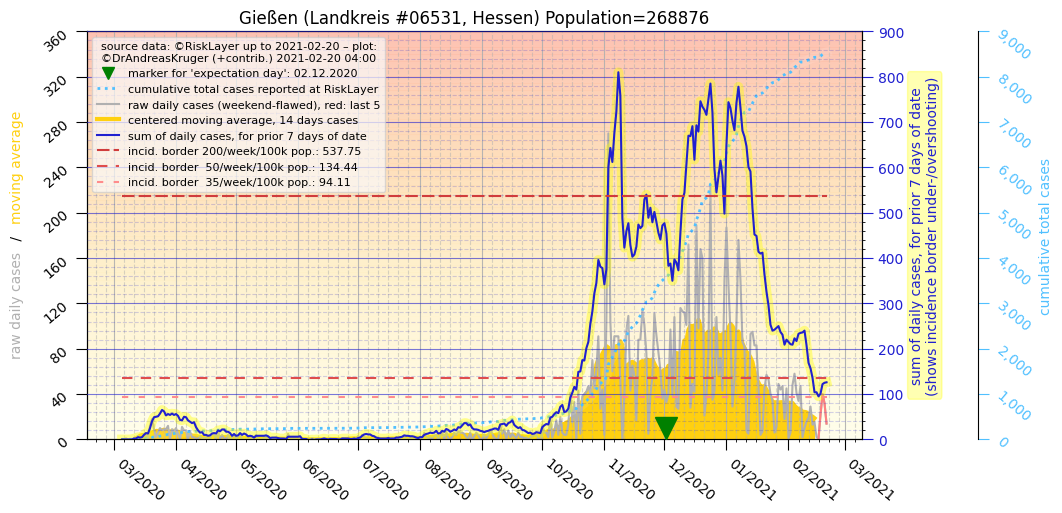 Gießen (Landkreis #06531, Hessen) Population=268876
source data: ©RiskLayer up to 2021-02-20 – plot:
©DrAndreasKruger (+contrib.) 2021-02-20 04:00
marker for 'expectation day': 02.12.2020
cumulative total cases reported at RiskLayer
raw daily cases (weekend-flawed), red: last 5
centered moving average, 14 days cases
sum of daily cases, for prior 7 days of date
incid. border 200/week/100k pop.: 537.75
incid. border  50/week/100k pop.: 134.44
incid. border  35/week/100k pop.: 94.11
raw daily cases / moving average
360
320
280
240
200
160
120
80
40
0
03/2020
04/2020
05/2020
06/2020
07/2020
08/2020
09/2020
10/2020
11/2020
12/2020
01/2021
02/2021
03/2021
900
800
700
600
500
400
300
200
100
0
sum of daily cases, for prior 7 days of date
(shows incidence border under-/overshooting)
9,000
8,000
7,000
6,000
5,000
4,000
3,000
2,000
1,000
0
cumulative total cases